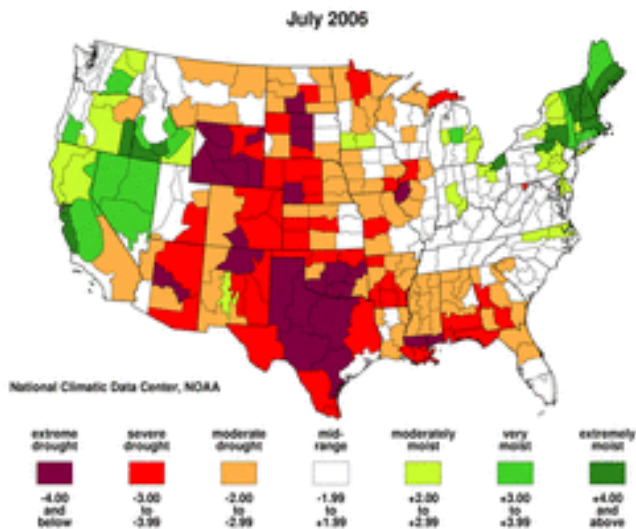 July 2006
National Climatic Data Center, NOAA
extreme drought
severe drought
moderate drought
mid-range
moderately moist
very moist
extremely moist
-4.00 and below
-3.00 to -3.99
-2.00 to -2.99
-1.99 to +1.99
+2.00 to +2.99
+3.00 to +3.99
+4.00 and above